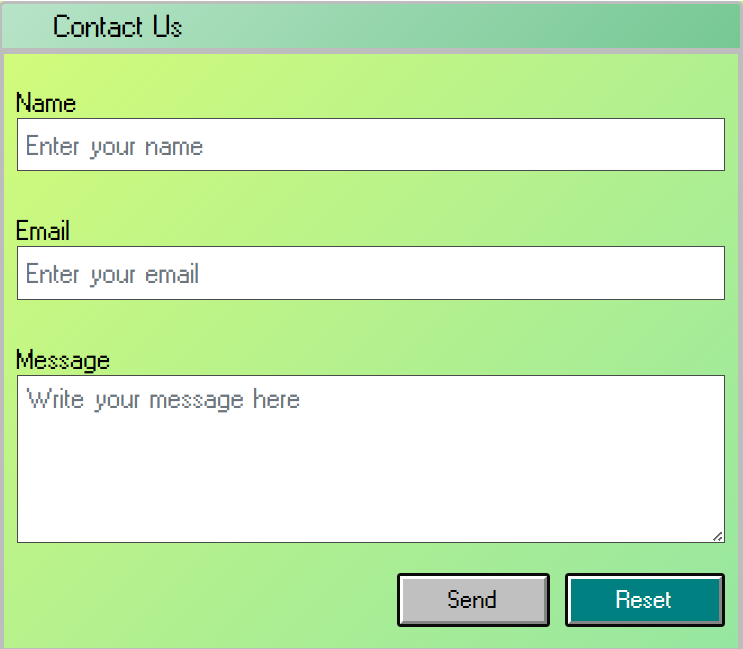 Contact Us
Name
Enter your name
Email
Enter your email
Message
Write your message here
Send Reset